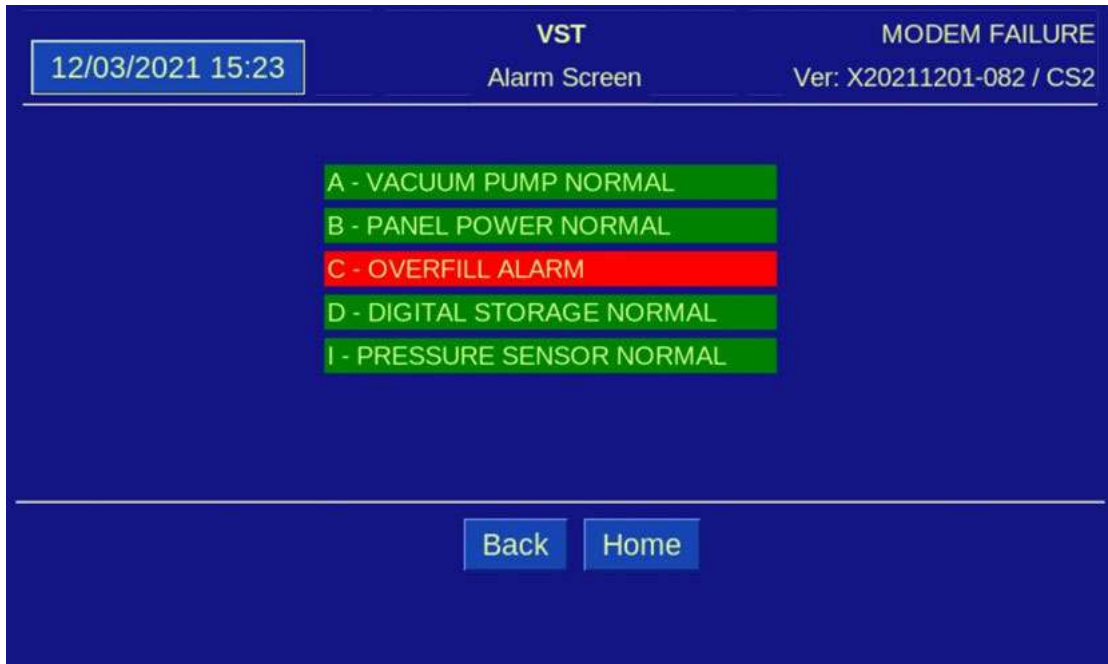 12/03/2021 15:23
VST
Alarm Screen
MODEM FAILURE
Ver: X20211201-082 / CS2
A - VACUUM PUMP NORMAL
B - PANEL POWER NORMAL
C - OVERFILL ALARM
D - DIGITAL STORAGE NORMAL
I - PRESSURE SENSOR NORMAL
Back
Home